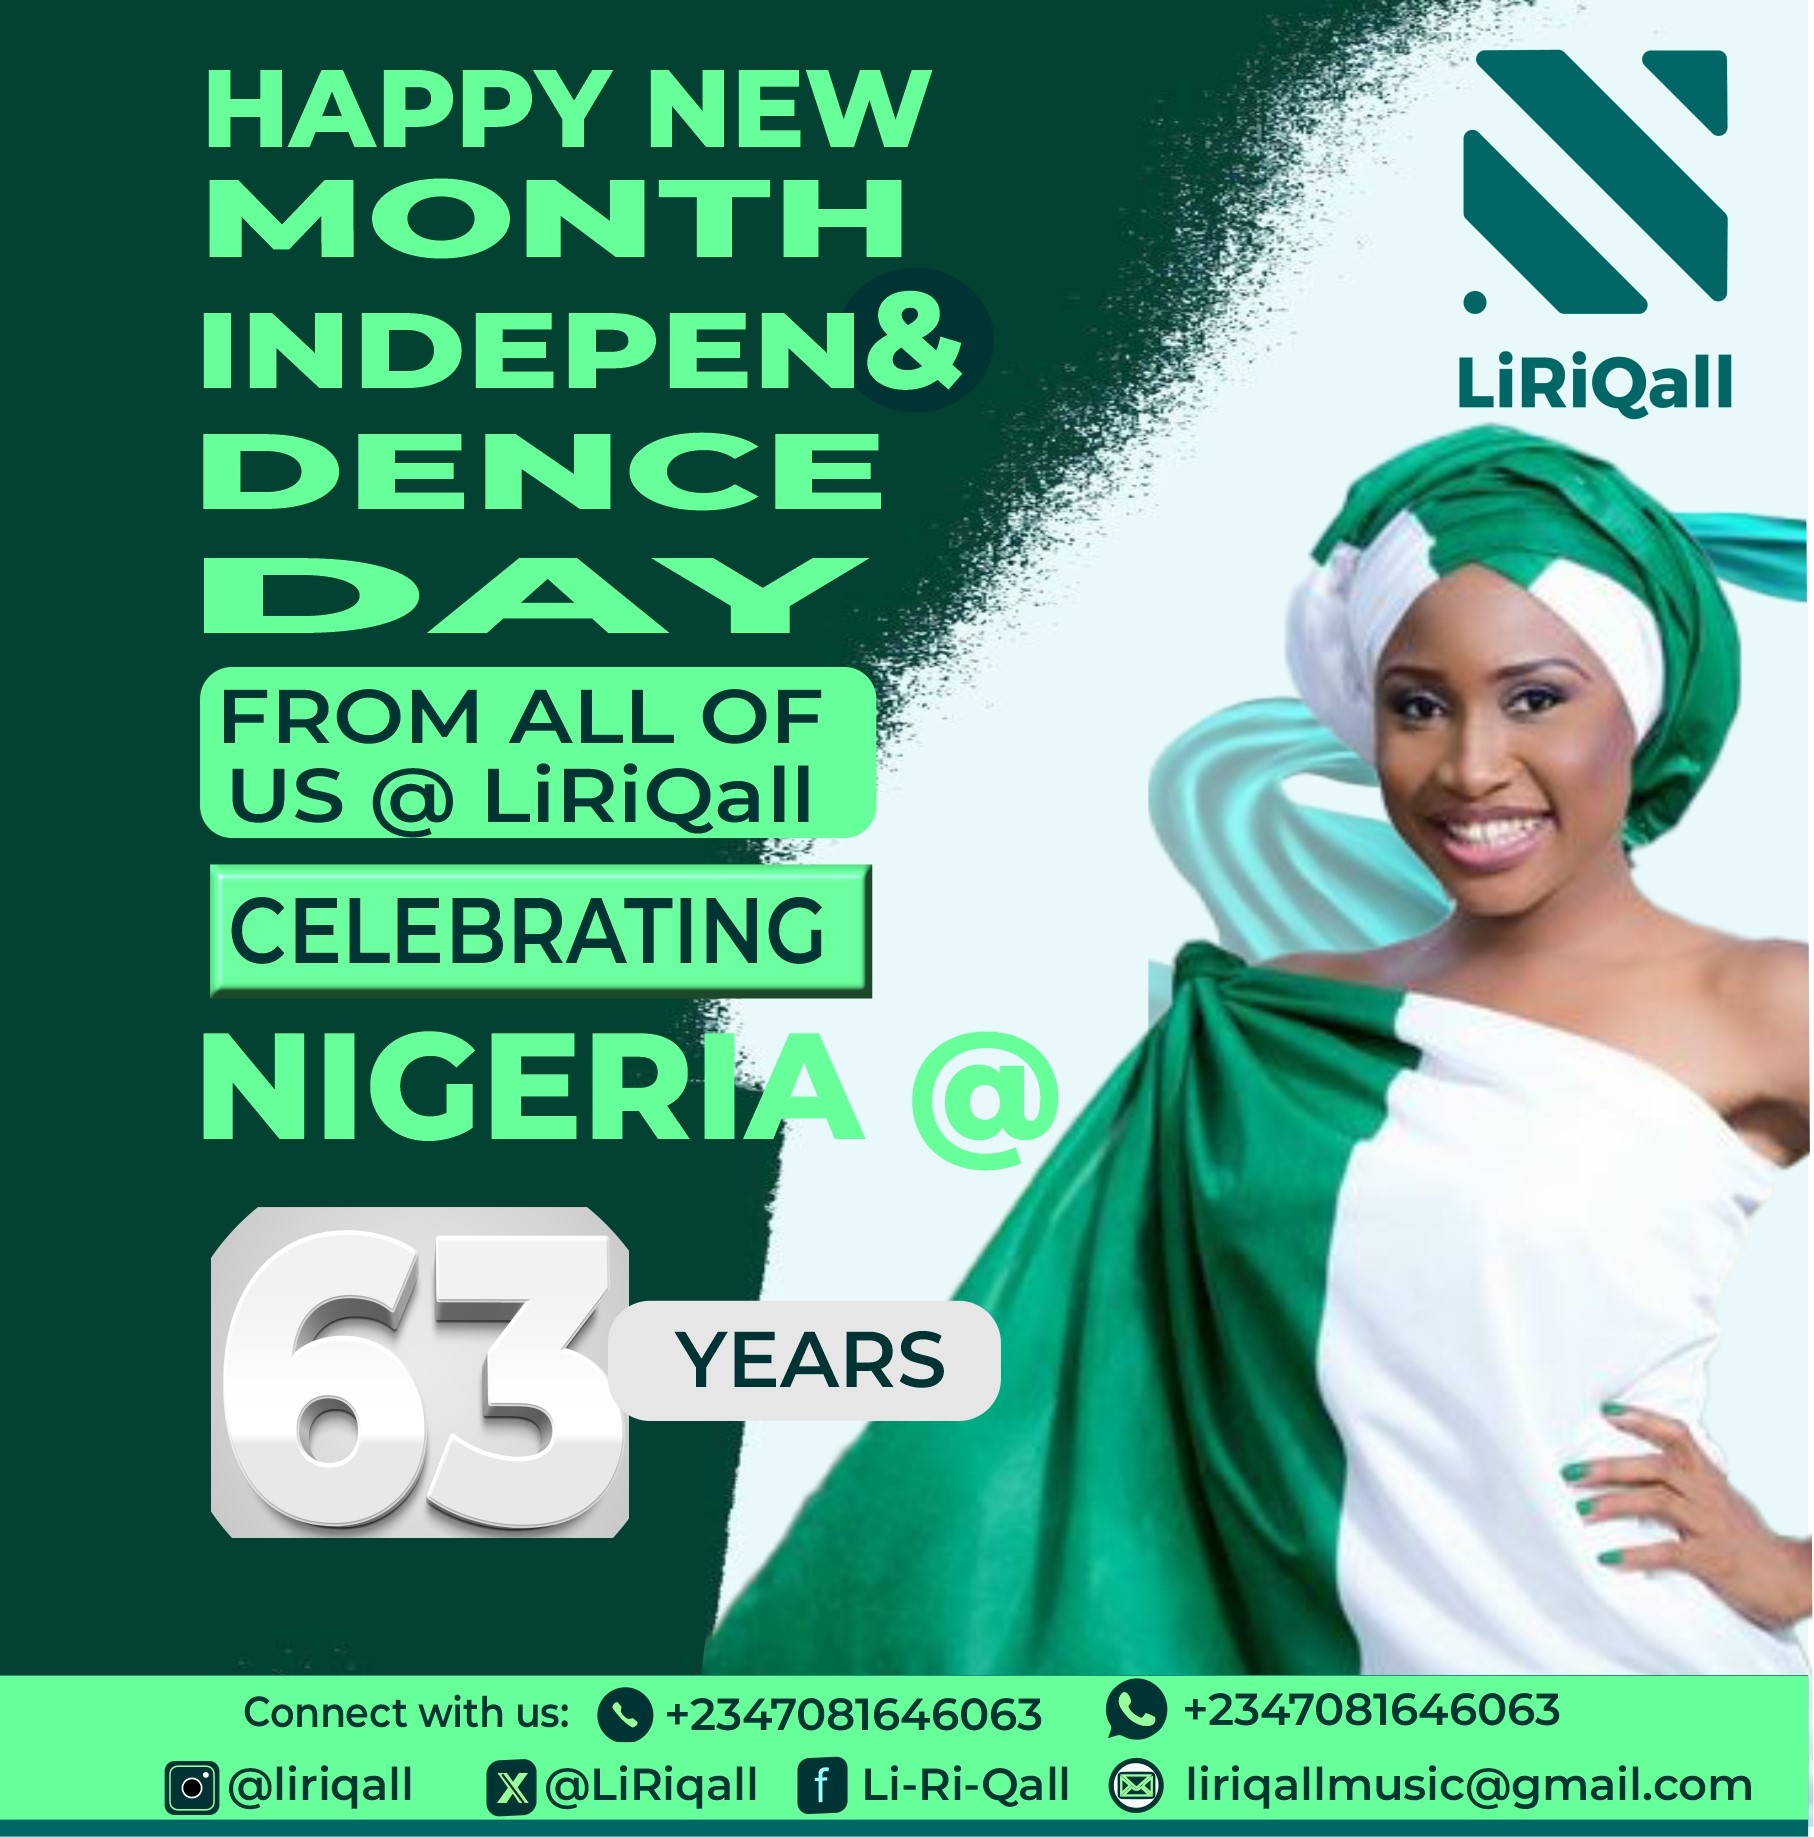 HAPPY NEW
MONTH
INDEPEN&
DENCE
DAY
FROM ALL OF
US @ LiRiQall
CELEBRATING
NIGERIA @
63
YEARS
LiRiQall
Connect with us: +2347081646063 +2347081646063
@liriqall @LiRiqall Li-Ri-Qall liriqallmusic@gmail.com